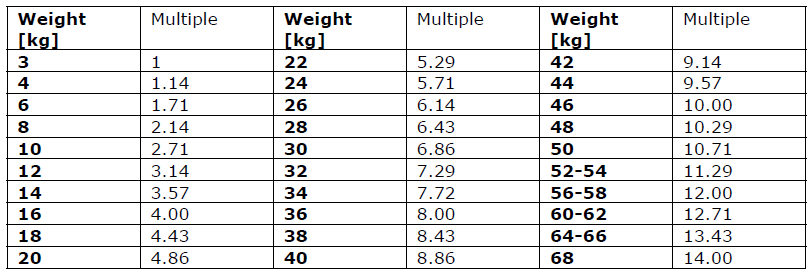 Weight [kg] Multiple Weight [kg] Multiple Weight [kg] Multiple
3 1 22 5.29 42 9.14
4 1.14 24 5.71 44 9.57
6 1.71 26 6.14 46 10.00
8 2.14 28 6.43 48 10.29
10 2.71 30 6.86 50 10.71
12 3.14 32 7.29 52-54 11.29
14 3.57 34 7.72 56-58 12.00
16 4.00 36 8.00 60-62 12.71
18 4.43 38 8.43 64-66 13.43
20 4.86 40 8.86 68 14.00